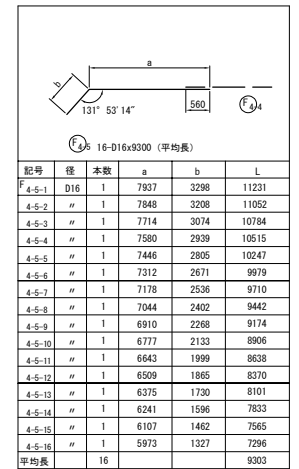 a
b
131° 53′14″
560
F4-4
F4-5 16-D16x9300 (平均長)
記号 径 本数 a b L
F4-5-1 D16 1 7937 3298 11231
4-5-2 〃 1 7848 3208 11052
4-5-3 〃 1 7714 3074 10784
4-5-4 〃 1 7580 2939 10515
4-5-5 〃 1 7446 2805 10247
4-5-6 〃 1 7312 2671 9979
4-5-7 〃 1 7178 2536 9710
4-5-8 〃 1 7044 2402 9442
4-5-9 〃 1 6910 2268 9174
4-5-10 〃 1 6777 2133 8906
4-5-11 〃 1 6643 1999 8638
4-5-12 〃 1 6509 1865 8370
4-5-13 〃 1 6375 1730 8101
4-5-14 〃 1 6241 1596 7833
4-5-15 〃 1 6107 1462 7565
4-5-16 〃 1 5973 1327 7296
平均長 16 9303